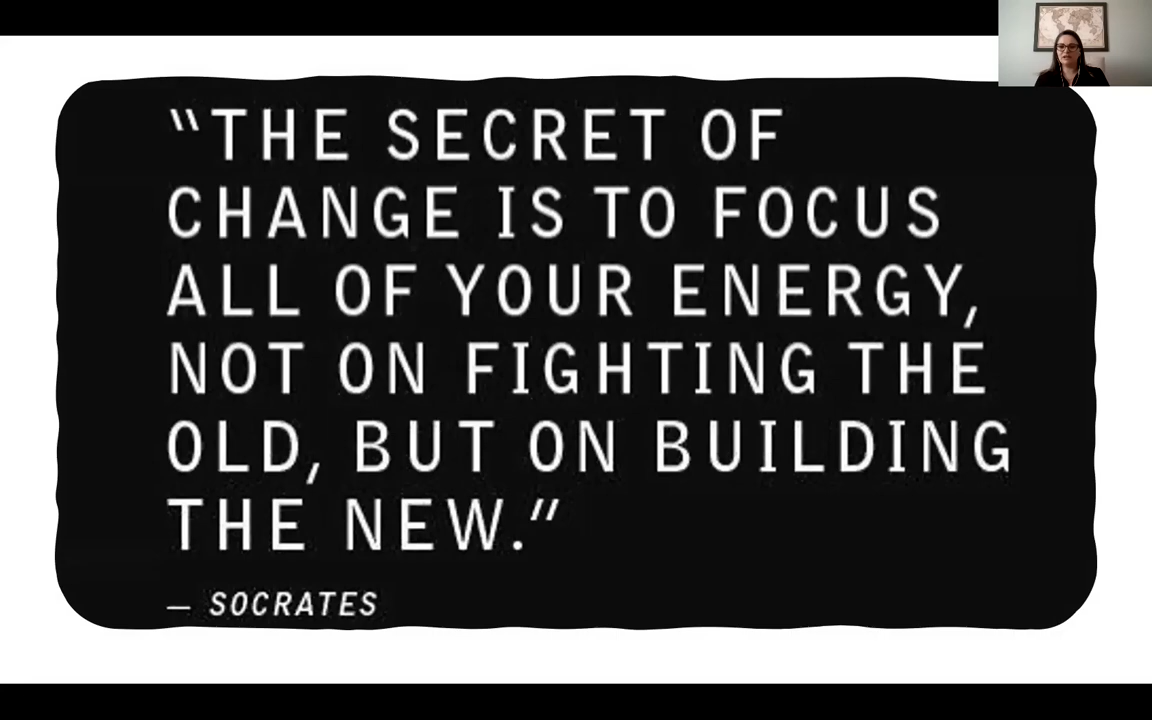 “THE SECRET OF
CHANGE IS TO FOCUS
ALL OF YOUR ENERGY,
NOT ON FIGHTING THE
OLD, BUT ON BUILDING
THE NEW.”
— SOCRATES